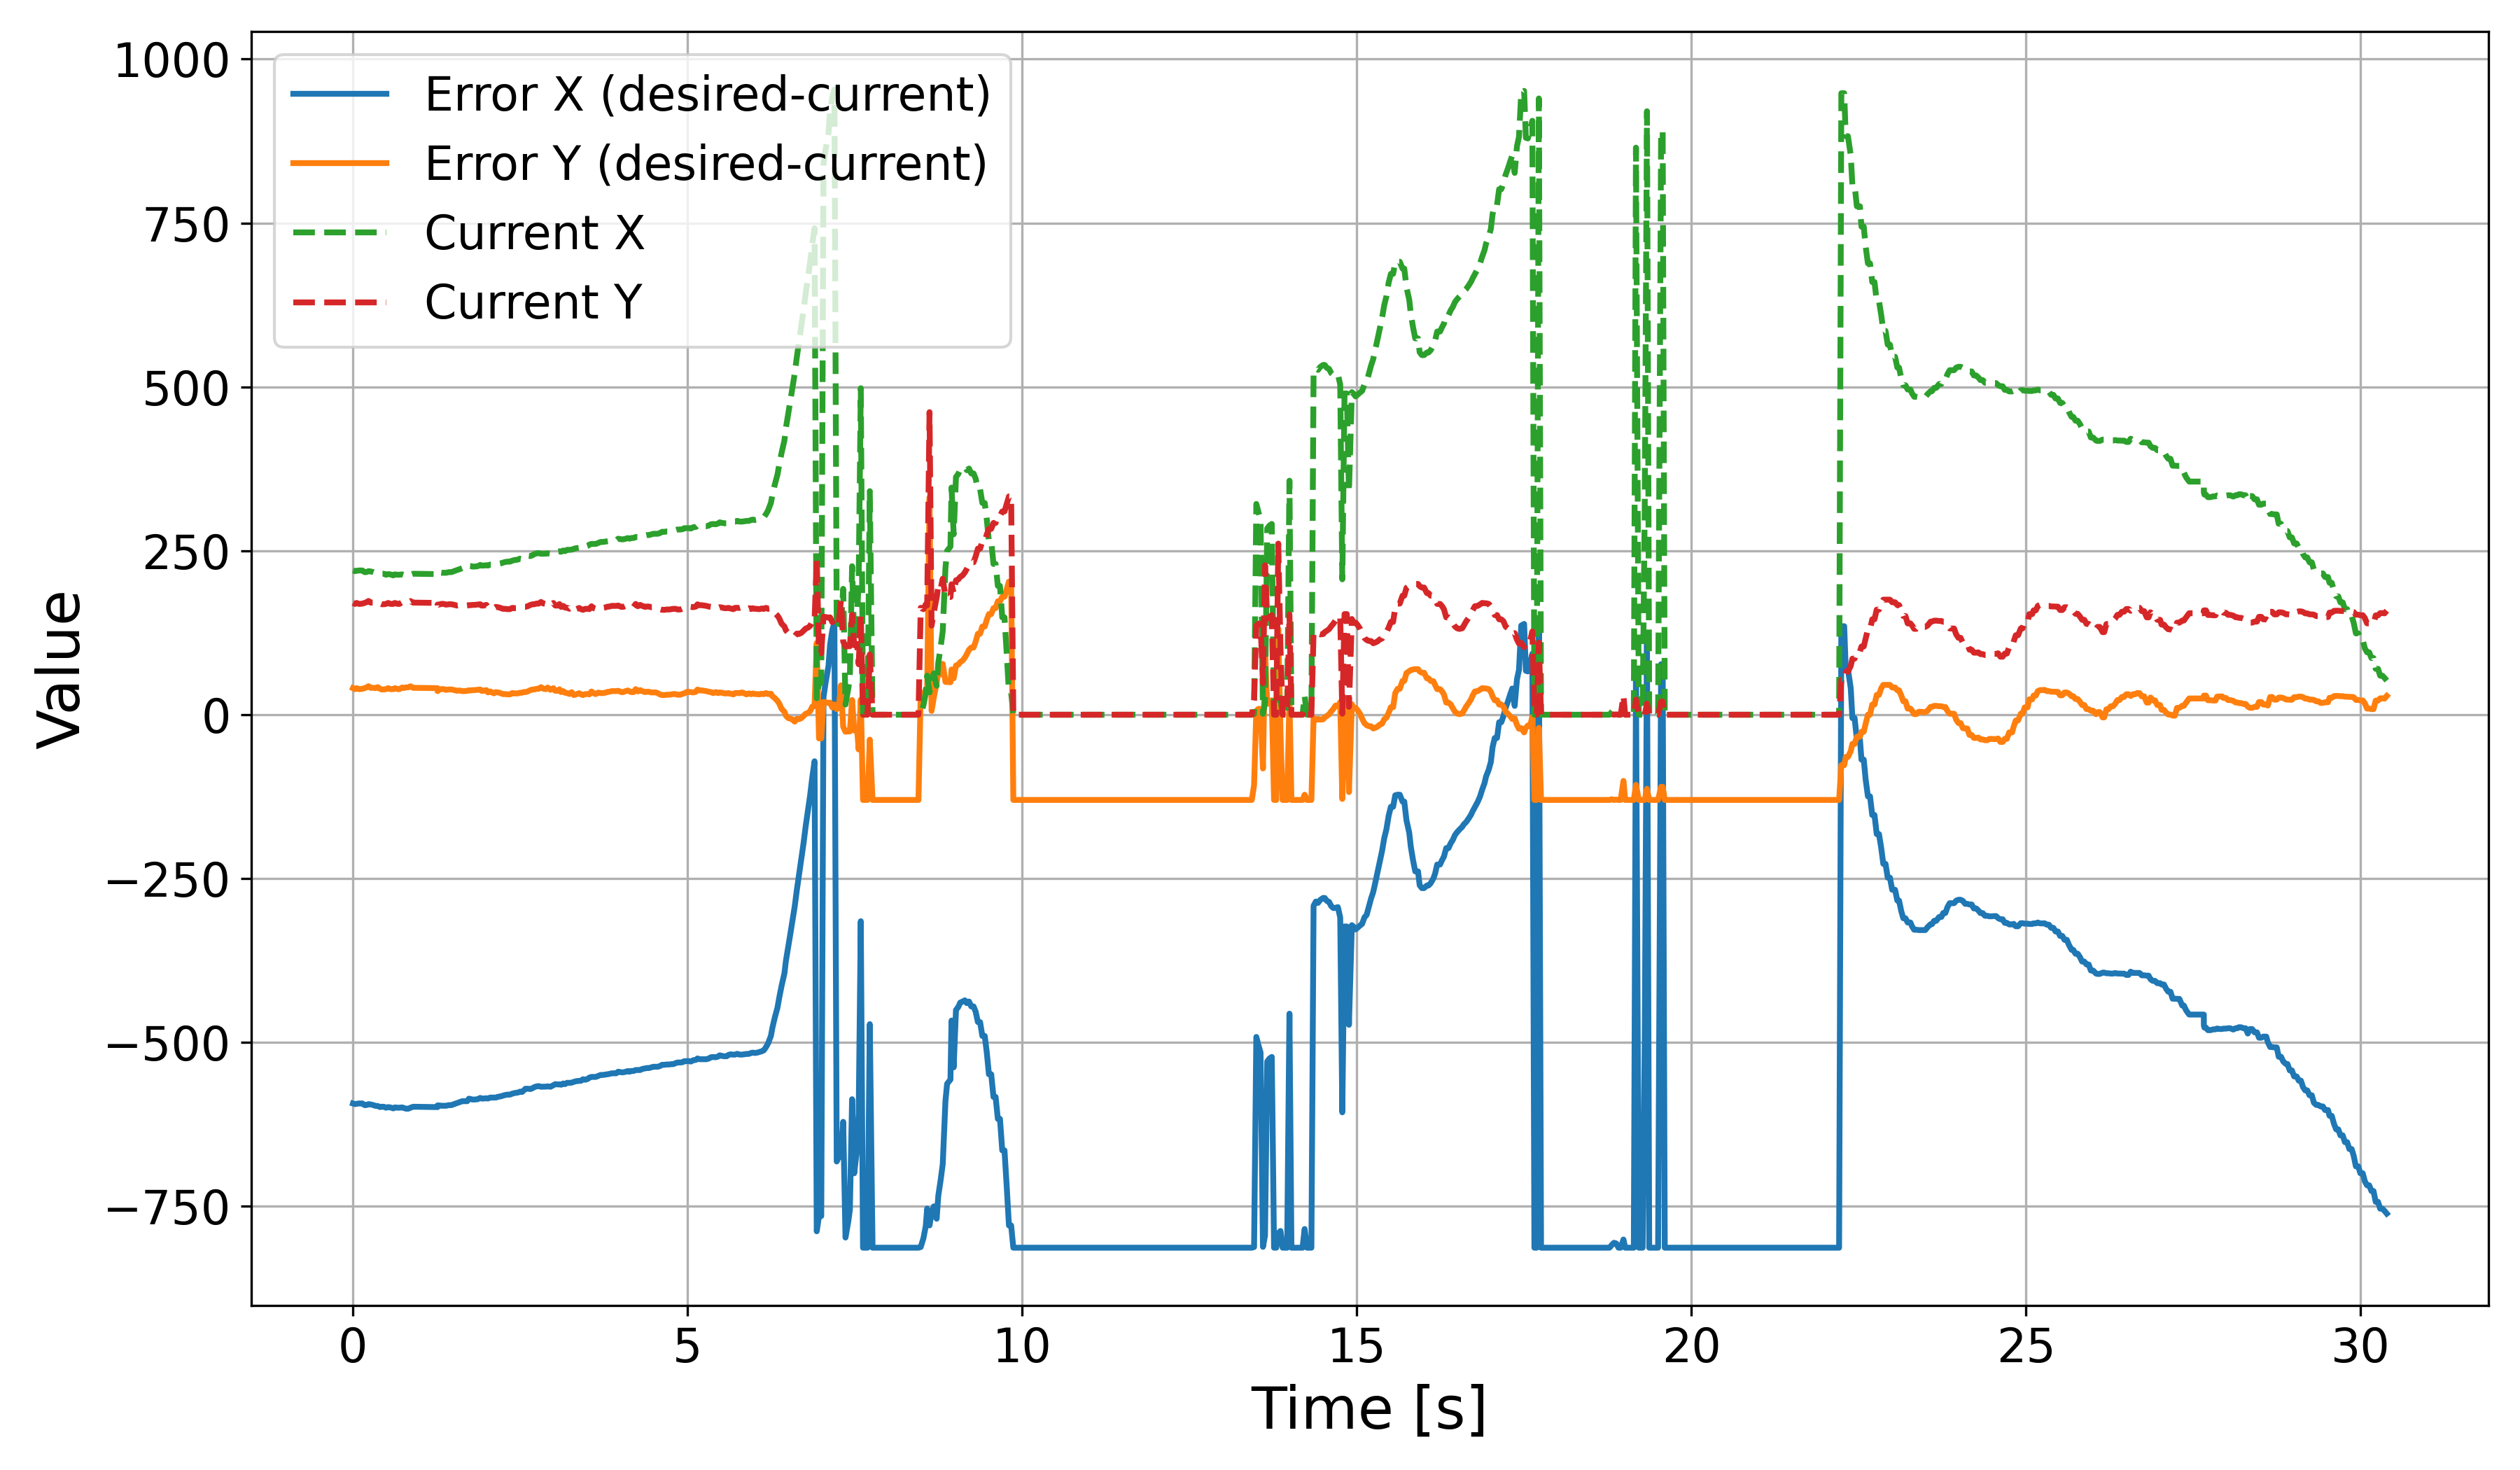 Error X (desired-current)
Error Y (desired-current)
Current X
Current Y
1000
750
500
250
0
−250
−500
−750
Value
0 5 10 15 20 25 30
Time [s]